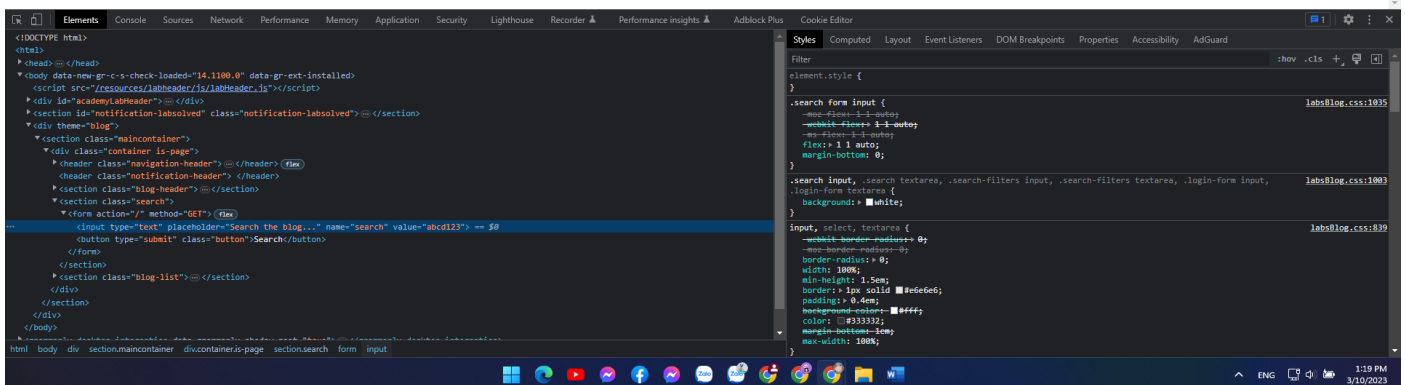 Elements Console Sources Network Performance Memory Application Security Lighthouse Recorder Performance insights Adblock Plus Cookie Editor 1
<!DOCTYPE html>
<html>
<head>…</head>
<body data-new-gr-c-s-check-loaded="14.1100.0" data-gr-ext-installed>
<script src="/resources/labheader/js/labHeader.js"></script>
<div id="academyLabHeader">…</div>
<section id="notification-labsolved" class="notification-labsolved">…</section>
<div theme="blog">
<section class="maincontainer">
<div class="container is-page">
<header class="navigation-header">…</header> flex
<header class="notification-header"> </header>
<section class="blog-header">…</section>
<section class="search">
<form action="/" method="GET"> flex
… <input type="text" placeholder="Search the blog..." name="search" value="abcd123"> == $0
<button type="submit" class="button">Search</button>
</form>
</section>
<section class="blog-list">…</section>
</div>
</section>
</div>
</body>
html body div section.maincontainer div.container.is-page section.search form input
Styles Computed Layout Event Listeners DOM Breakpoints Properties Accessibility AdGuard
Filter :hov .cls +
element.style {
}
.search form input { labsBlog.css:1035
-moz-flex: 1 1 auto;
-webkit-flex: 1 1 auto;
-ms-flex: 1 1 auto;
flex: 1 1 auto;
margin-bottom: 0;
}
.search input, .search textarea, .search-filters input, .search-filters textarea, .login-form input, labsBlog.css:1003
.login-form textarea {
background: white;
}
input, select, textarea { labsBlog.css:839
-webkit-border-radius: 0;
-moz-border-radius: 0;
border-radius: 0;
width: 100%;
min-height: 1.5em;
border: 1px solid #e6e6e6;
padding: 0.4em;
background-color: #fff;
color: #333332;
margin-bottom: 1em;
max-width: 100%;
}
Zalo Zalo ENG 1:19 PM
3/10/2023